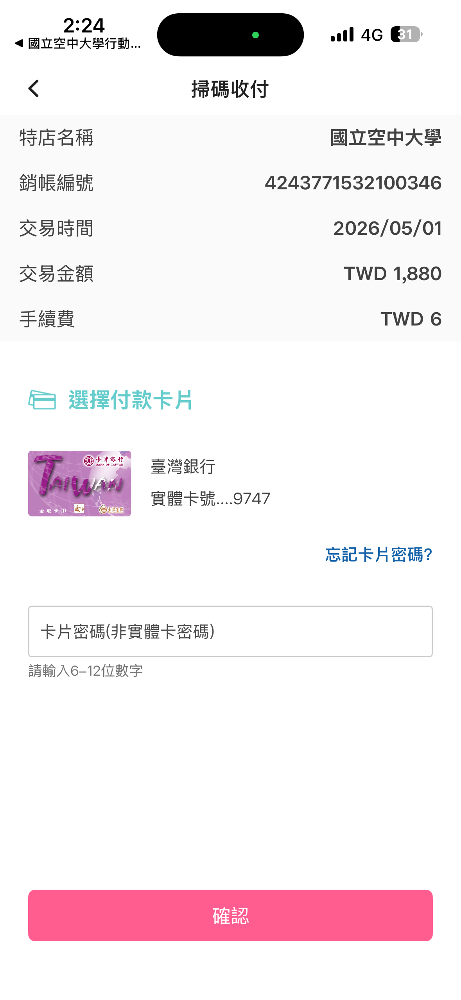 2:24
◀ 國立空中大學行動...
4G
31
掃碼收付
特店名稱 國立空中大學
銷帳編號 4243771532100346
交易時間 2026/05/01
交易金額 TWD 1,880
手續費 TWD 6
選擇付款卡片
臺灣銀行
BANK OF TAIWAN
TAIWAN
金融卡(I)
臺灣金控
臺灣銀行
實體卡號....9747
忘記卡片密碼?
卡片密碼(非實體卡密碼)
請輸入6–12位數字
確認